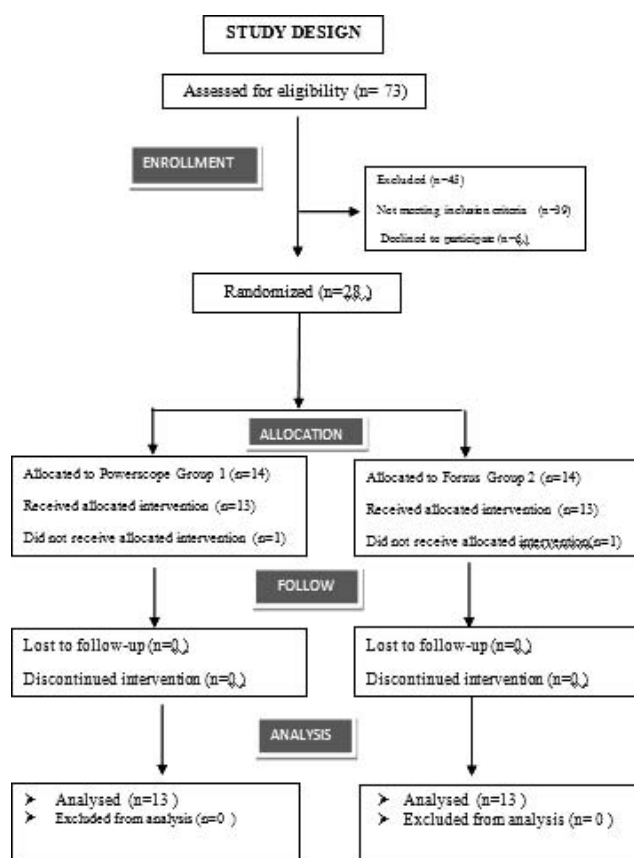 STUDY DESIGN
Assessed for eligibility (n= 73)
ENROLLMENT
Excluded (n=45)
Not meeting inclusion criteria (n=39)
Declined to participate (n=6,)
Randomized (n=28,)
ALLOCATION
Allocated to Powerscope Group 1 (n=14)
Received allocated intervention (n=13)
Did not receive allocated intervention (n=1)
Allocated to Forsus Group 2 (n=14)
Received allocated intervention (n=13)
Did not receive allocated intervention(n=1)
FOLLOW
Lost to follow-up (n=0,)
Discontinued intervention (n=0,)
Lost to follow-up (n=0,)
Discontinued intervention (n=0,)
ANALYSIS
➤ Analysed (n=13 )
➤ Excluded from analysis (n=0 )
➤ Analysed (n=13 )
➤ Excluded from analysis (n= 0 )